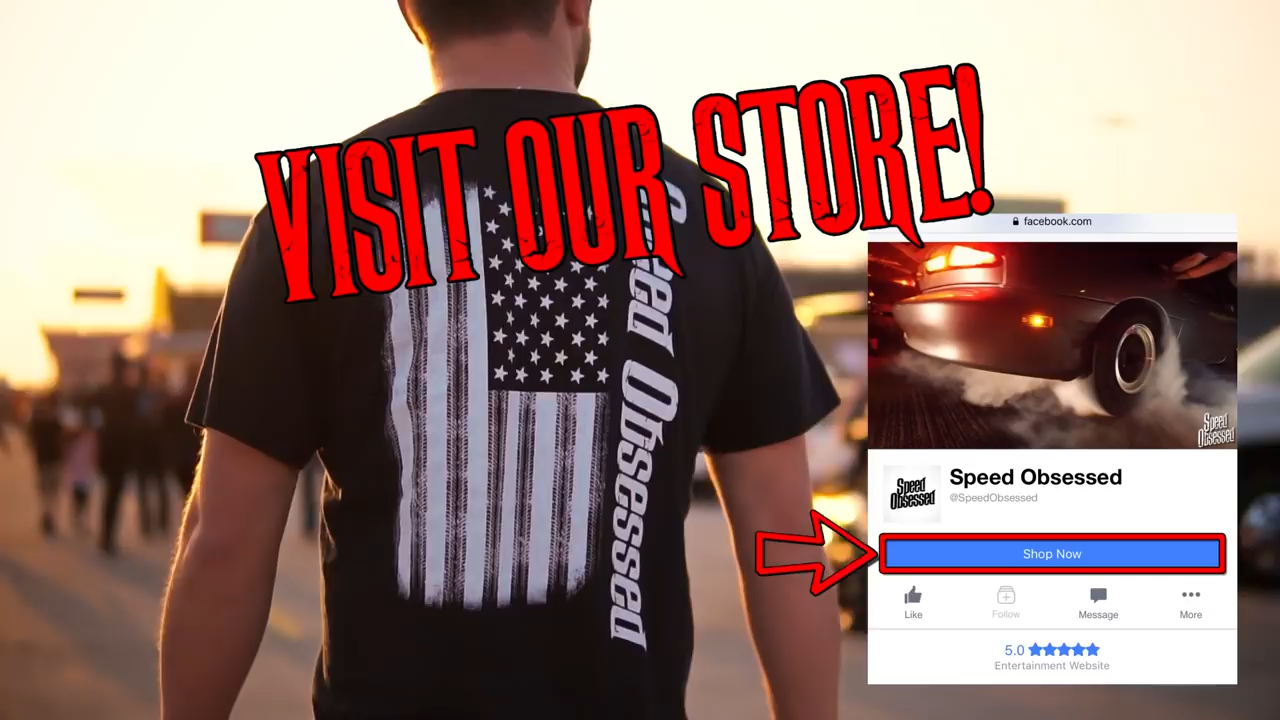 VISIT OUR STORE!
Speed Obsessed
facebook.com
Speed
Obsessed
Speed
Obsessed
Speed Obsessed
@SpeedObsessed
Shop Now
Like
Follow
Message
More
5.0
Entertainment Website